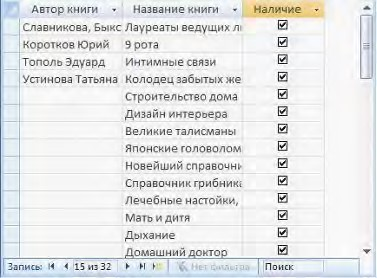 Автор книги Название книги Наличие
Славникова, Быкс Лауреаты ведущих ли
Коротков Юрий 9 рота
Тополь Эдуард Интимные связи
Устинова Татьяна Колодец забытых же
Строительство дома
Дизайн интерьера
Великие талисманы
Японские головолом
Новейший справочни
Справочник грибника
Лечебные настойки,
Мать и дитя
Дыхание
Домашний доктор
Запись: 15 из 32 Нет фильтра Поиск